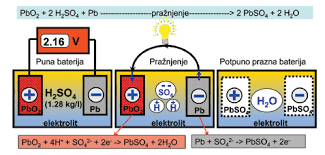 PbO₂ + 2 H₂SO₄ + Pb -----------pražnjenje---------------> 2 PbSO₄ + 2 H₂O
2.16 V
Puna baterija
Pražnjenje
Potpuno prazna baterija
+ H₂SO₄ (1.28 kg/l) −
PbO₂ Pb
elektrolit
+ SO₄ −
H H
PbO₂ Pb
elektrolit
+ H₂O −
PbSO₄ PbSO₄
elektrolit
PbO₂ + 4H⁺ + SO₄²⁻ + 2e⁻ -> PbSO₄ + 2H₂O
Pb + SO₄²⁻ -> PbSO₄ + 2e⁻